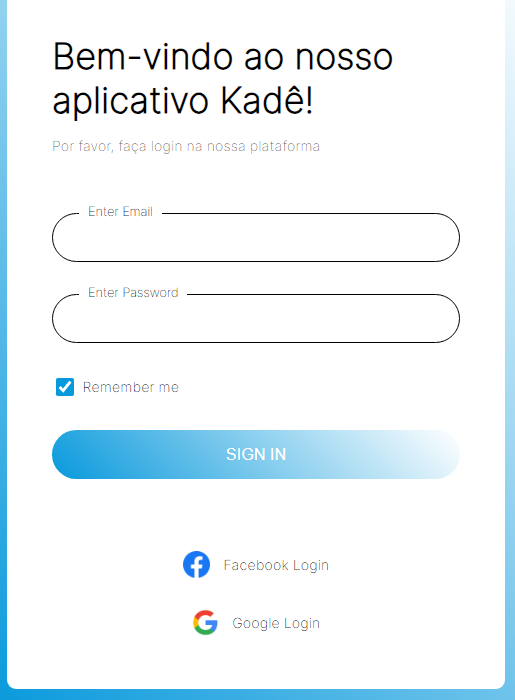 Bem-vindo ao nosso
aplicativo Kadê!
Por favor, faça login na nossa plataforma
Enter Email
Enter Password
Remember me
SIGN IN
Facebook Login
Google Login